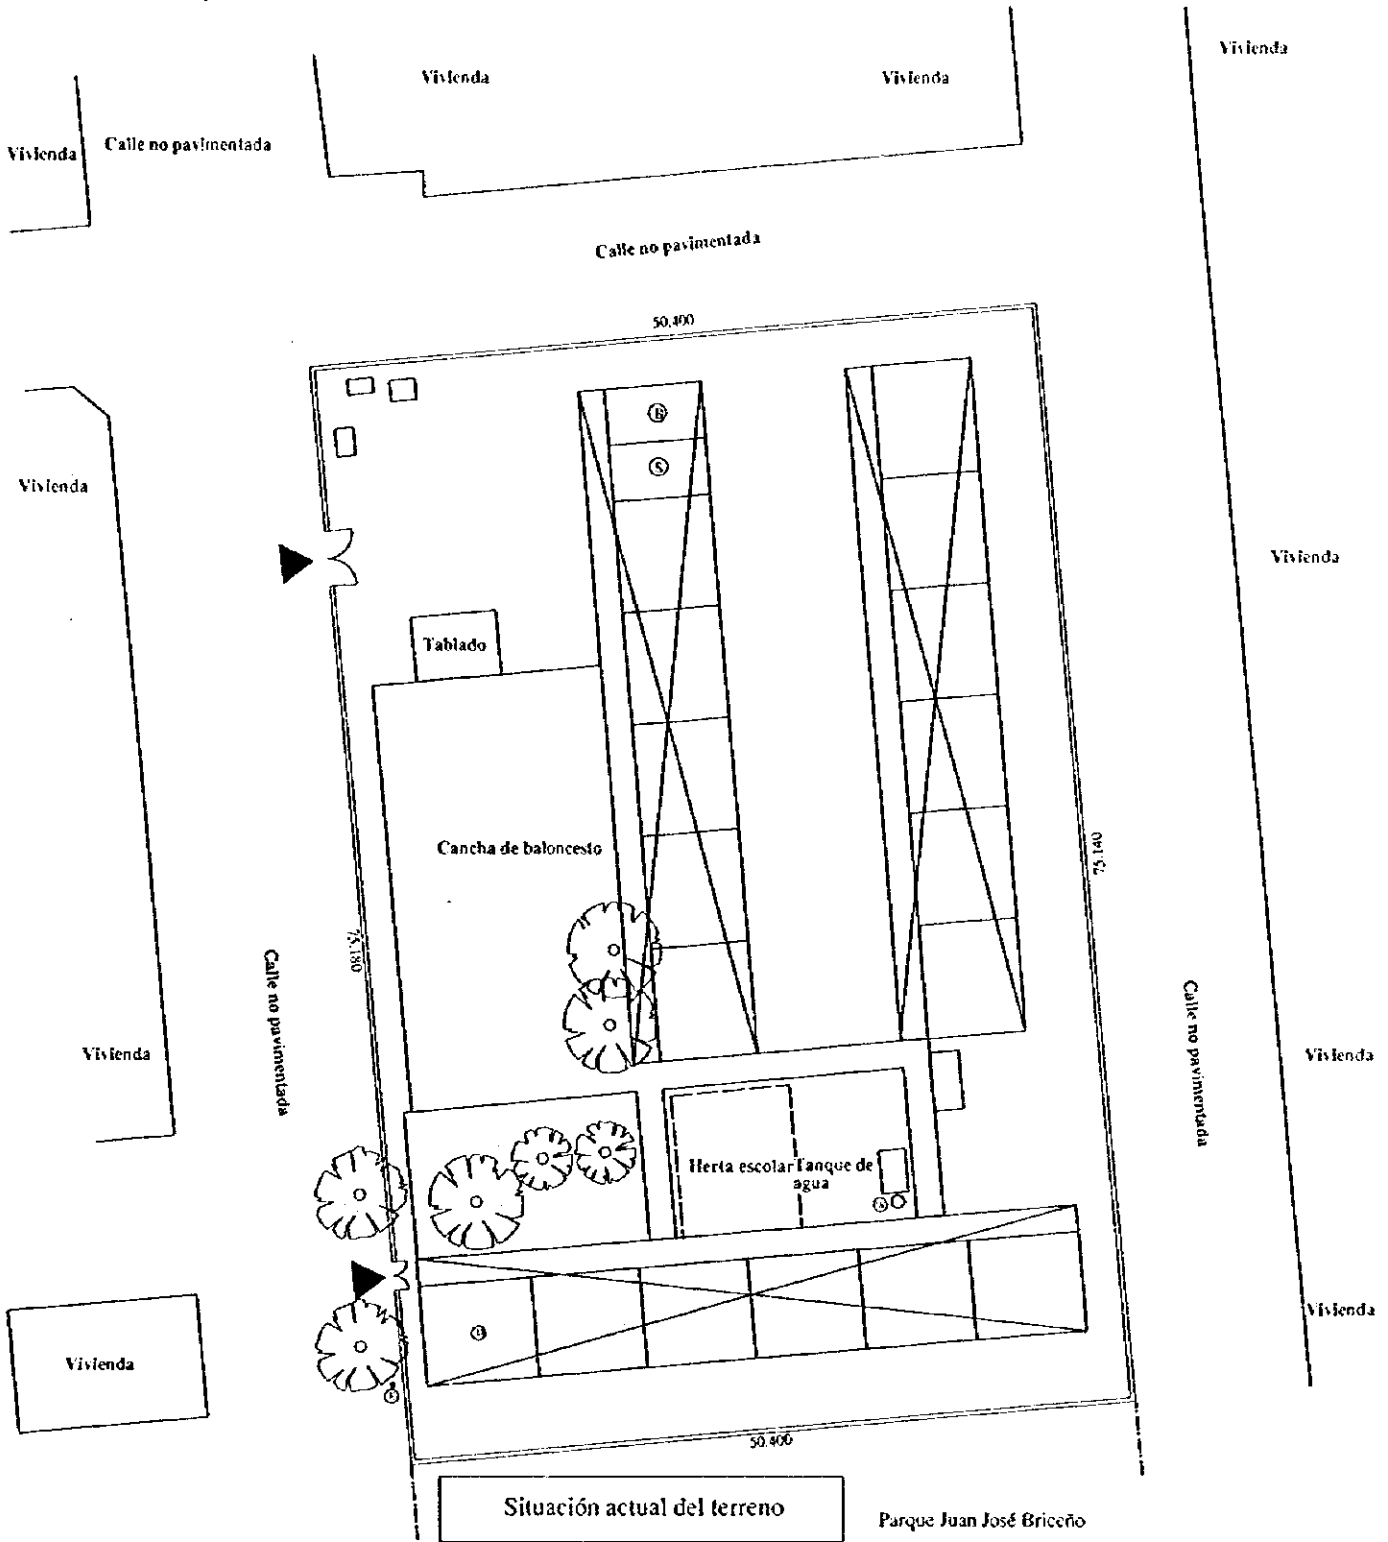 Vivienda
Vivienda
Vivienda
Vivienda
Calle no pavimentada
Calle no pavimentada
50.400
B
S
Vivienda
Vivienda
Tablado
Cancha de baloncesto
75.140
75.180
Calle no pavimentada
Calle no pavimentada
Vivienda
Vivienda
Herta escolar
Tanque de
agua
Vivienda
Vivienda
50.400
Situación actual del terreno
Parque Juan José Briceño